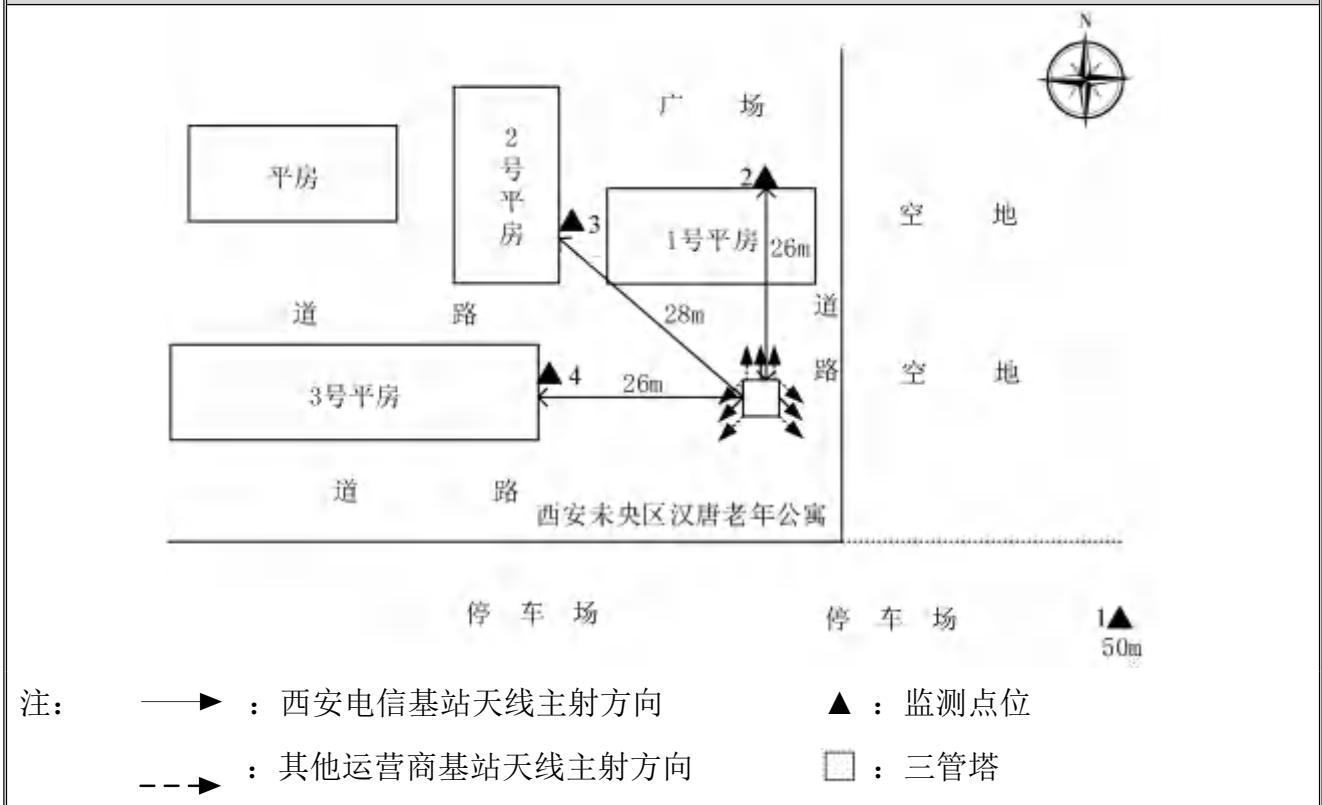 N
广 场
2号平房
平房
2
3
空 地
1号平房
26m
道 路
28m
道路
空 地
4
26m
3号平房
道 路
西安未央区汉唐老年公寓
停 车 场
停 车 场
1
50m
注：
：西安电信基站天线主射方向
：监测点位
：其他运营商基站天线主射方向
：三管塔